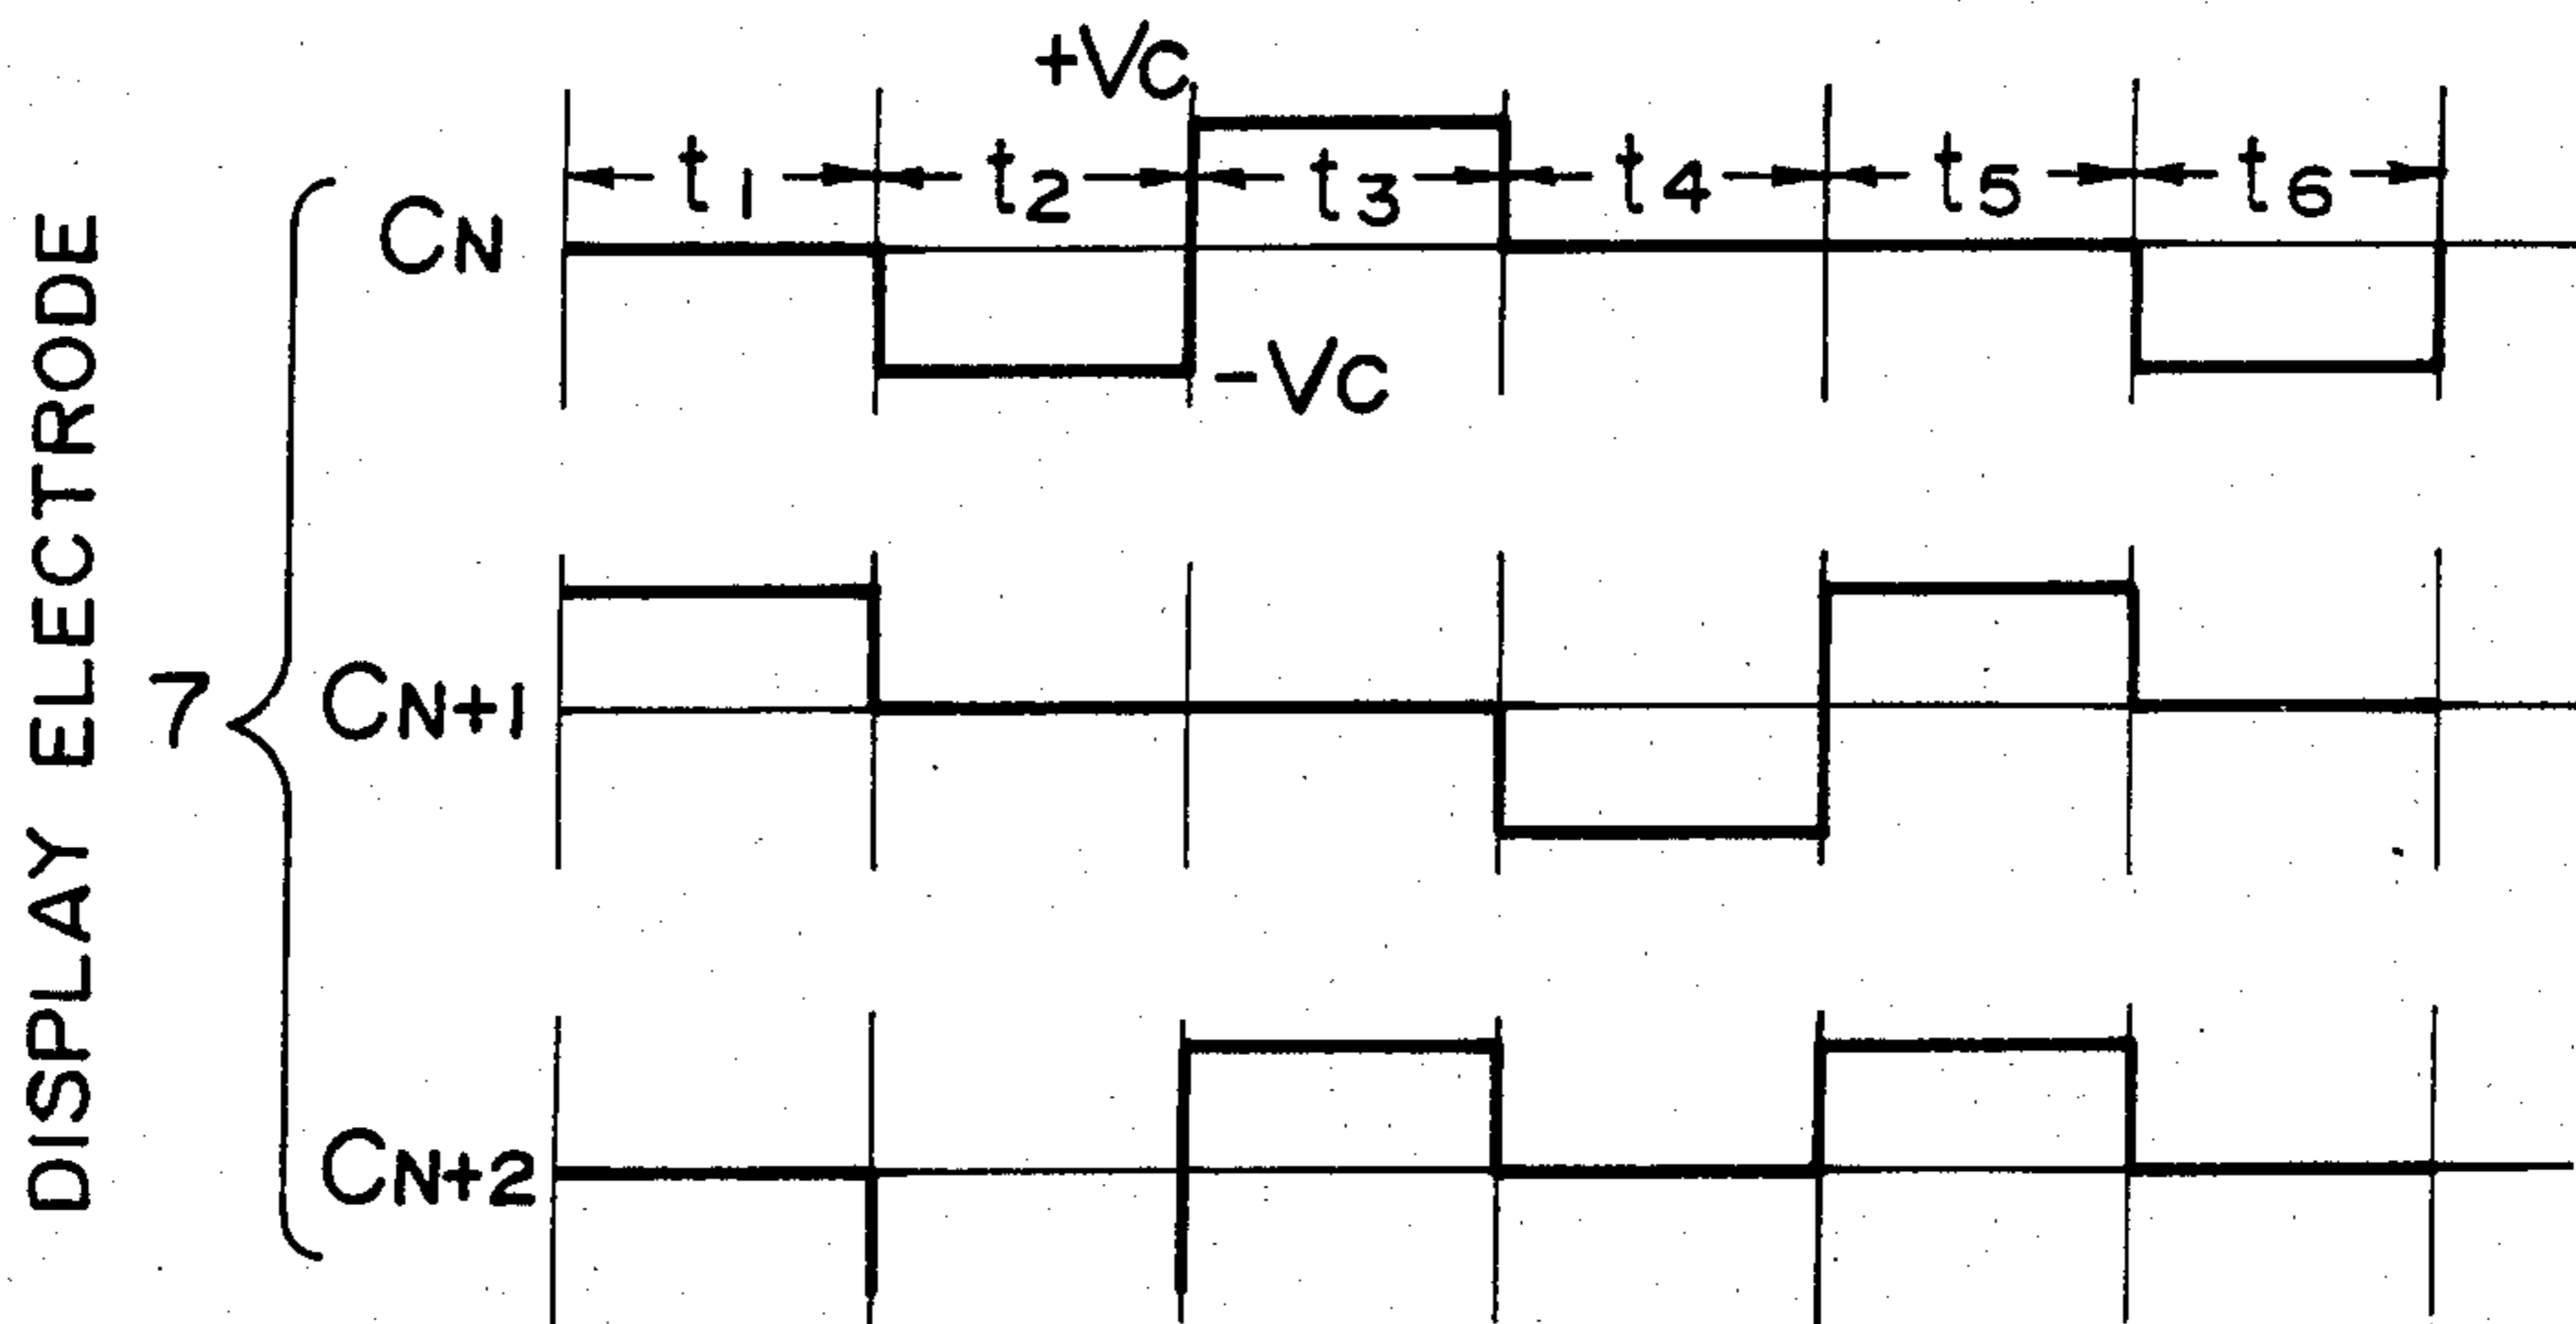 DISPLAY ELECTRODE
7
+VC
CN
t1 t2 t3 t4 t5 t6
-VC
CN+1
CN+2